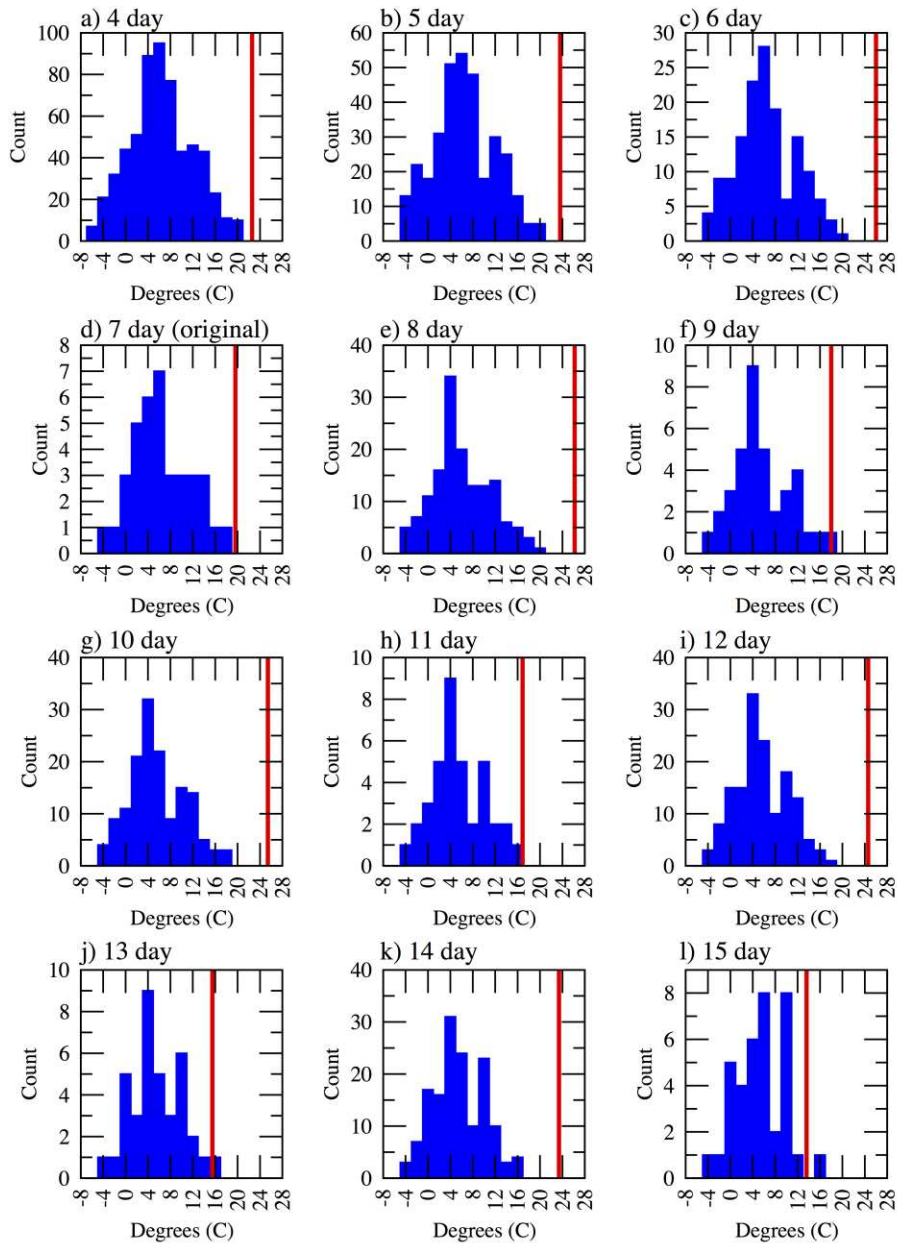 a) 4 day
100
80
60
40
20
0
Count
-8 -4 0 4 8 12 16 20 24 28
Degrees (C)
b) 5 day
60
50
40
30
20
10
0
Count
-8 -4 0 4 8 12 16 20 24 28
Degrees (C)
c) 6 day
30
25
20
15
10
5
0
Count
-8 -4 0 4 8 12 16 20 24 28
Degrees (C)
d) 7 day (original)
8
7
6
5
4
3
2
1
0
Count
-8 -4 0 4 8 12 16 20 24 28
Degrees (C)
e) 8 day
40
30
20
10
0
Count
-8 -4 0 4 8 12 16 20 24 28
Degrees (C)
f) 9 day
10
8
6
4
2
0
Count
-8 -4 0 4 8 12 16 20 24 28
Degrees (C)
g) 10 day
40
30
20
10
0
Count
-8 -4 0 4 8 12 16 20 24 28
Degrees (C)
h) 11 day
10
8
6
4
2
0
Count
-8 -4 0 4 8 12 16 20 24 28
Degrees (C)
i) 12 day
40
30
20
10
0
Count
-8 -4 0 4 8 12 16 20 24 28
Degrees (C)
j) 13 day
10
8
6
4
2
0
Count
-8 -4 0 4 8 12 16 20 24 28
Degrees (C)
k) 14 day
40
30
20
10
0
Count
-8 -4 0 4 8 12 16 20 24 28
Degrees (C)
l) 15 day
8
6
4
2
0
Count
-8 -4 0 4 8 12 16 20 24 28
Degrees (C)